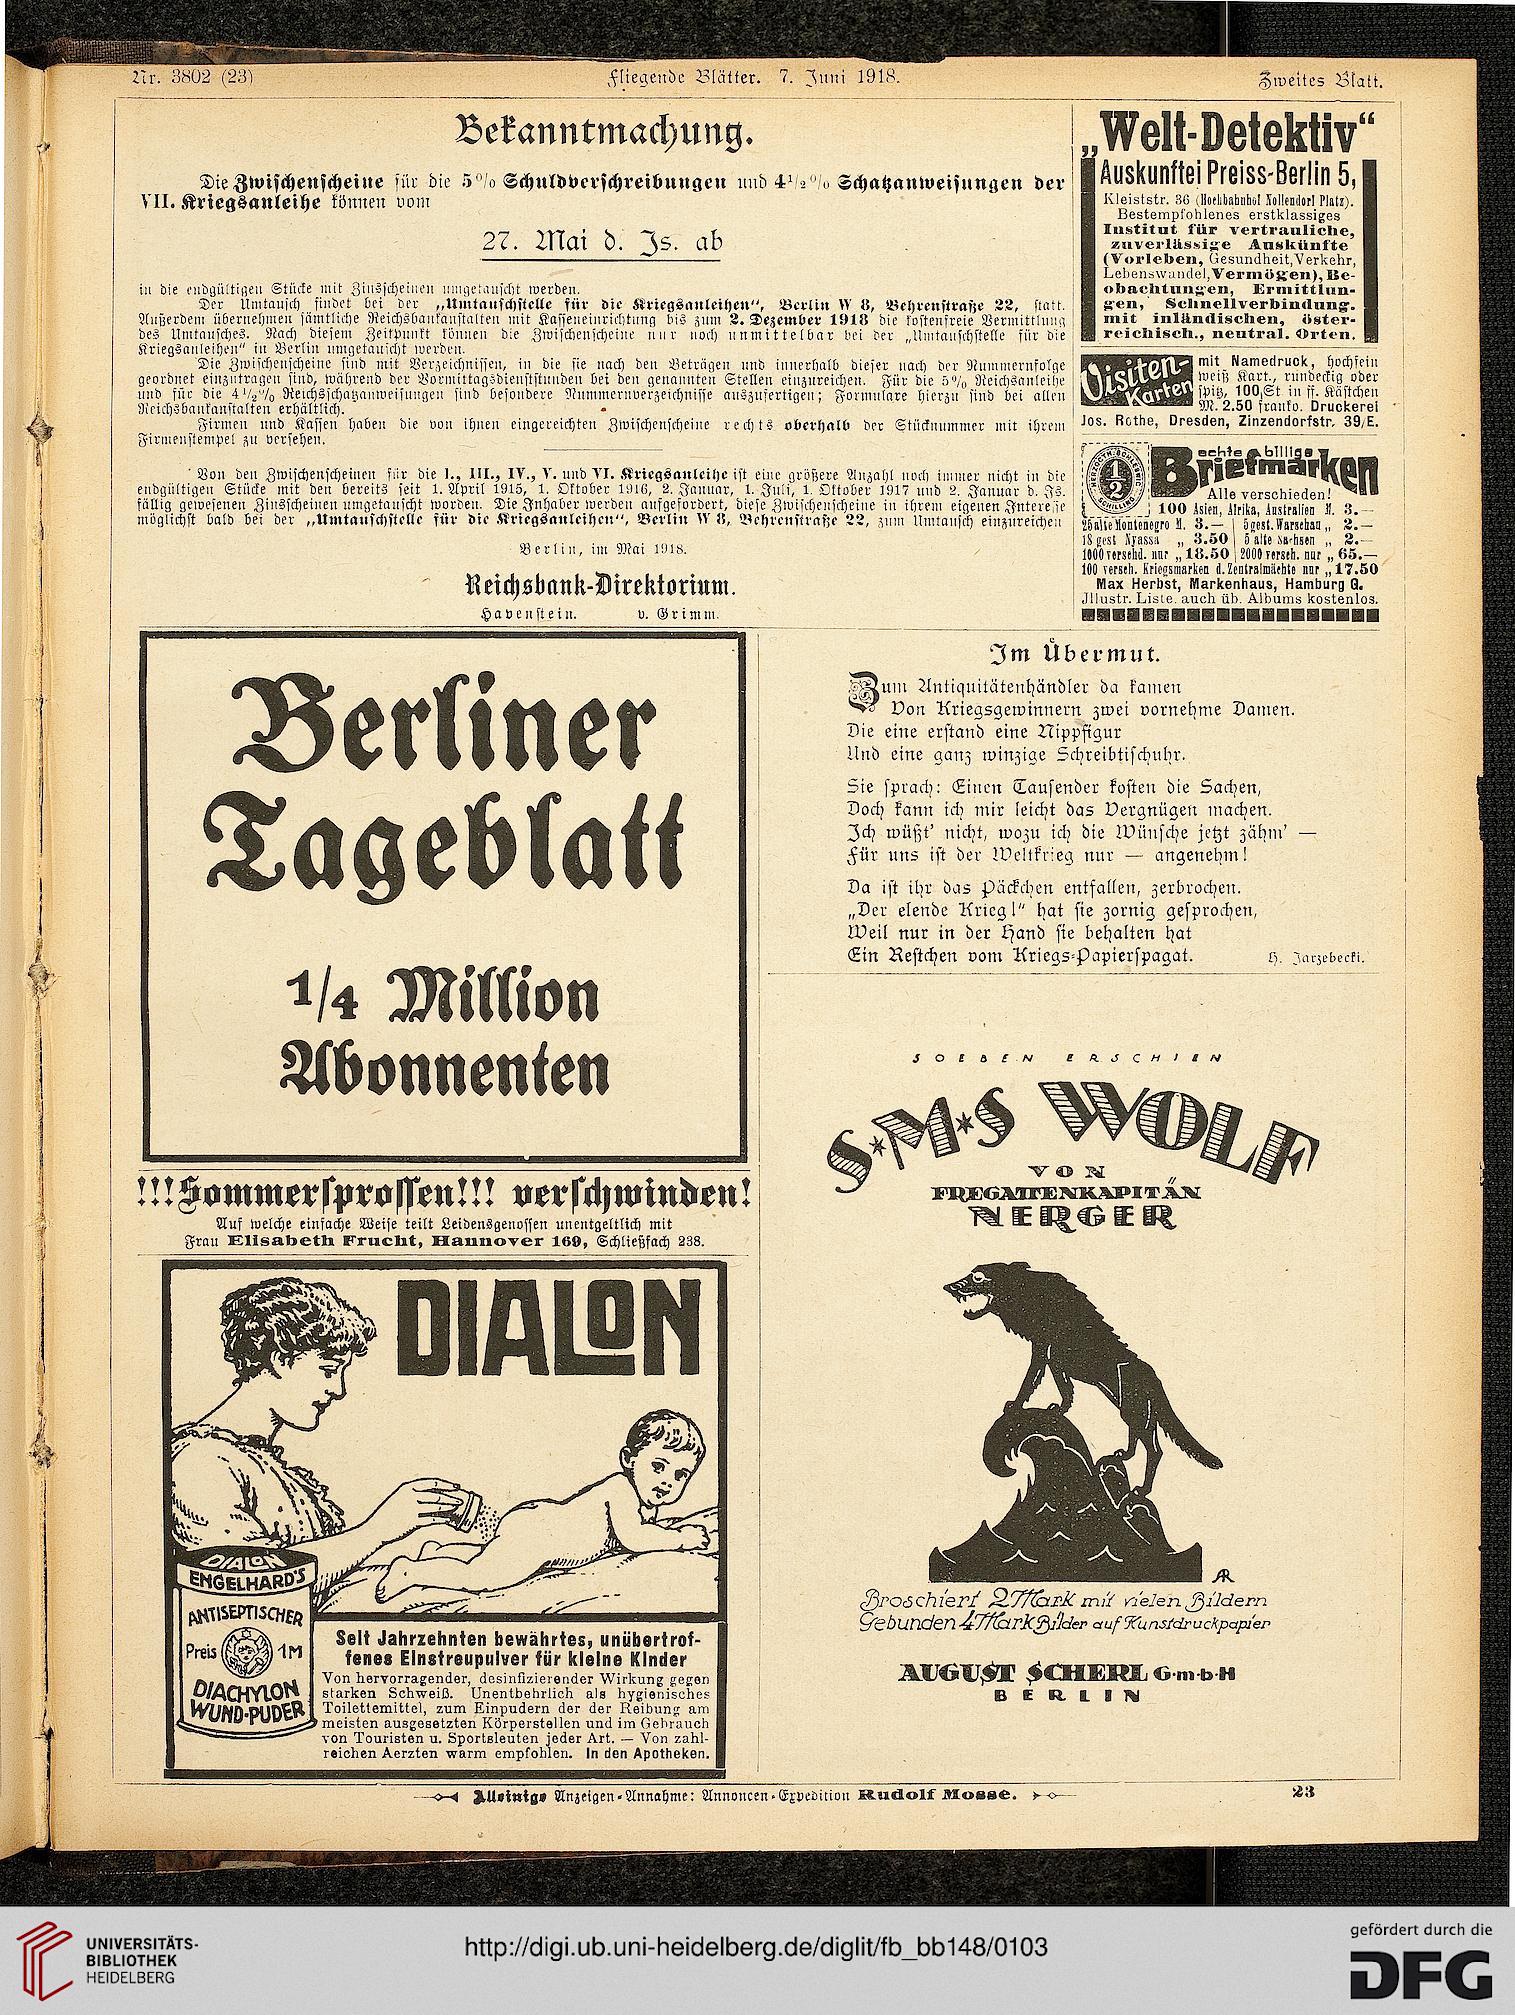 Nr. 3802 (23)
Fliegende Blätter. 7. Juni 1918.
Zweites Blatt.
Bekanntmachung.
Die Zwischenscheine für die 5% Schuldverschreibungen und 4½% Schatzanweisungen der
VII. Kriegsanleihe können vom
27. Mai d. Js. ab
in die endgültigen Stücke mit Zinsscheinen umgetauscht werden.
Der Umtausch findet bei der „Umtauschstelle für die Kriegsanleihen“, Berlin W 8, Behrenstraße 22, statt.
Außerdem übernehmen sämtliche Reichsbankanstalten mit Kasseneinrichtung bis zum 2. Dezember 1918 die kostenfreie Vermittlung
des Umtausches. Nach diesem Zeitpunkt können die Zwischenscheine nur noch unmittelbar bei der „Umtauschstelle für die
Kriegsanleihen“ in Berlin umgetauscht werden.
Die Zwischenscheine sind mit Verzeichnissen, in die sie nach den Beträgen und innerhalb dieser nach der Nummernfolge
geordnet einzutragen sind, während der Vormittagsdienststunden bei den genannten Stellen einzureichen. Für die 5% Reichsanleihe
und für die 4½% Reichsschatzanweisungen sind besondere Nummernverzeichnisse auszufertigen; Formulare hierzu sind bei allen
Reichsbankanstalten erhältlich.
Firmen und Kassen haben die von ihnen eingereichten Zwischenscheine rechts oberhalb der Stücknummer mit ihrem
Firmenstempel zu versehen.
Von den Zwischenscheinen für die I., III., IV., V. und VI. Kriegsanleihe ist eine größere Anzahl noch immer nicht in die
endgültigen Stücke mit den bereits seit 1. April 1915, 1. Oktober 1916, 2. Januar, 1. Juli, 1. Oktober 1917 und 2. Januar d. Js.
fällig gewesenen Zinsscheinen umgetauscht worden. Die Inhaber werden aufgefordert, diese Zwischenscheine in ihrem eigenen Interesse
möglichst bald bei der „Umtauschstelle für die Kriegsanleihen“, Berlin W 8, Behrenstraße 22, zum Umtausch einzureichen
Berlin, im Mai 1918.
Reichsbank-Direktorium.
Havenstein. v. Grimm.
„Welt-Detektiv“
Auskunftei Preiss-Berlin 5,
Kleiststr. 36 (Hochbahnhof Nollendorf Platz).
Bestempfohlenes erstklassiges
Institut für vertrauliche,
zuverlässige Auskünfte
(Vorleben, Gesundheit, Verkehr,
Lebenswandel, Vermögen), Be-
obachtungen, Ermittlun-
gen, Schnellverbindung.
mit inländischen, öster-
reichisch., neutral. Orten.
Visiten-
Karten
mit Namedruck, hochfein
weiß Kart., rundeckig oder
spitz, 100 St in ff. Kästchen
M. 2.50 franko. Druckerei
Jos. Rothe, Dresden, Zinzendorfstr. 39/E.
echte & billige
Briefmarken
HERZOGTH. SCHLESWIG
½
SCHILLING
Alle verschieden!
100 Asien, Afrika, Australien M. 3.—
25 alte Montenegro M. 3.— 5 gest. Warschau „ 2.—
18 gest Nyassa „ 3.50 5 alte Sachsen „ 2.—
1000 versehd. nur „ 18.50 2000 versch. nur „ 65.—
100 versch. Kriegsmarken d. Zentralmächte nur „ 17.50
Max Herbst, Markenhaus, Hamburg G.
Jllustr. Liste. auch üb. Albums kostenlos.
Berliner
Tageblatt
1/4 Million
Abonnenten
Im Übermut.
Zum Antiquitätenhändler da kamen
Von Kriegsgewinnern zwei vornehme Damen.
Die eine erstand eine Nippfigur
Und eine ganz winzige Schreibtischuhr.
Sie sprach: Einen Tausender kosten die Sachen,
Doch kann ich mir leicht das Vergnügen machen.
Ich wüßt' nicht, wozu ich die Wünsche jetzt zähm' —
Für uns ist der Weltkrieg nur — angenehm!
Da ist ihr das Päckchen entfallen, zerbrochen.
„Der elende Krieg!“ hat sie zornig gesprochen,
Weil nur in der Hand sie behalten hat
Ein Restchen vom Kriegs-Papierspagat.
H. Jarzebecki.
!!!Sommersprossen!!! verschwinden!
Auf welche einfache Weise teilt Leidensgenossen unentgeltlich mit
Frau Elisabeth Frucht, Hannover 169, Schließfach 238.
DIALON
DIALON
ENGELHARD'S
ANTISEPTISCHER
Preis 1 M
DIACHYLON
WUND-PUDER
Seit Jahrzehnten bewährtes, unübertrof-
fenes Einstreupulver für kleine Kinder
Von hervorragender, desinfizierender Wirkung gegen
starken Schweiß. Unentbehrlich als hygienisches
Toilettemittel, zum Einpudern der der Reibung am
meisten ausgesetzten Körperstellen und im Gebrauch
von Touristen u. Sportsleuten jeder Art. — Von zahl-
reichen Aerzten warm empfohlen. In den Apotheken.
SOEBEN ERSCHIEN
S*M*S WOLF
VON
FREGATTENKAPITÄN
NERGER
AR
Broschiert 2 Mark mit vielen Bildern
Gebunden 4 Mark Bilder auf Kunstdruckpapier
AUGUST SCHERL G·m·b·H
BERLIN
Alleinige Anzeigen-Annahme: Annoncen-Expedition Rudolf Mosse.
23
UNIVERSITÄTS-
BIBLIOTHEK
HEIDELBERG
http://digi.ub.uni-heidelberg.de/diglit/fb_bb148/0103
gefördert durch die
DFG